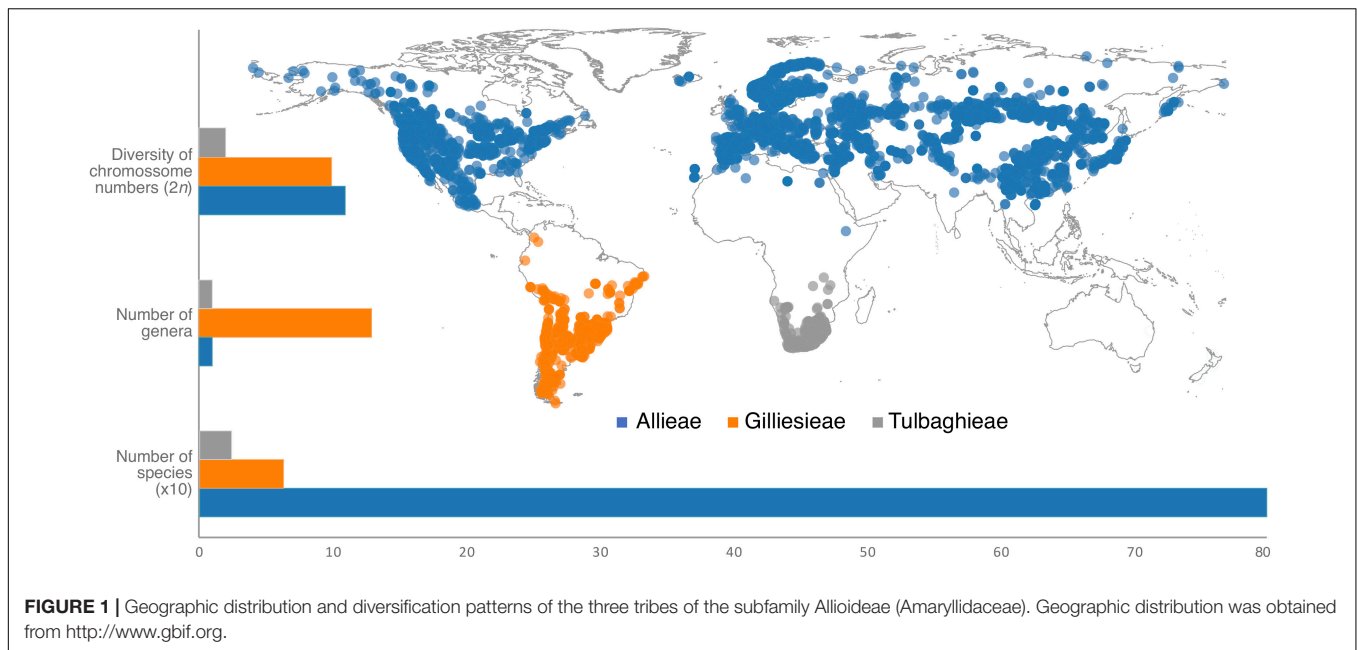 Diversity of
chromossome
numbers (2n)
Number of
genera
Number of
species
(x10)
Allieae Gilliesieae Tulbaghieae
0 10 20 30 40 50 60 70 80
FIGURE 1 | Geographic distribution and diversification patterns of the three tribes of the subfamily Allioideae (Amaryllidaceae). Geographic distribution was obtained
from http://www.gbif.org.